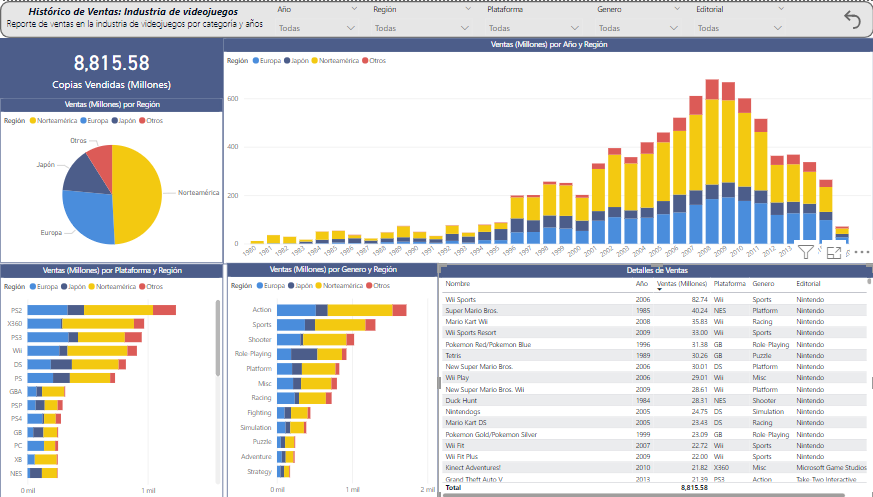 Histórico de Ventas: Industria de videojuegos
Reporte de ventas en la industria de videojuegos por categoría y años
Año
Todas
Región
Todas
Plataforma
Todas
Genero
Todas
Editorial
Todas
8,815.58
Copias Vendidas (Millones)
Ventas (Millones) por Región
Región Norteamérica Europa Japón Otros
Otros
Japón
Europa
Norteamérica
Ventas (Millones) por Año y Región
Región Europa Japón Norteamérica Otros
600
400
200
0
1980 1981 1982 1983 1984 1985 1986 1987 1988 1989 1990 1991 1992 1993 1994 1995 1996 1997 1998 1999 2000 2001 2002 2003 2004 2005 2006 2007 2008 2009 2010 2011 2012 2013
Ventas (Millones) por Plataforma y Región
Región Europa Japón Norteamérica Otros
PS2
X360
PS3
Wii
DS
PS
GBA
PSP
PS4
GB
PC
XB
NES
0 mil 1 mil
Ventas (Millones) por Genero y Región
Región Europa Japón Norteamérica Otros
Action
Sports
Shooter
Role-Playing
Platform
Misc
Racing
Fighting
Simulation
Puzzle
Adventure
Strategy
0 mil 1 mil 2 mil
Detalles de Ventas
Nombre Año Ventas (Millones) Plataforma Genero Editorial
Wii Sports 2006 82.74 Wii Sports Nintendo
Super Mario Bros. 1985 40.24 NES Platform Nintendo
Mario Kart Wii 2008 35.83 Wii Racing Nintendo
Wii Sports Resort 2009 33.00 Wii Sports Nintendo
Pokemon Red/Pokemon Blue 1996 31.38 GB Role-Playing Nintendo
Tetris 1989 30.26 GB Puzzle Nintendo
New Super Mario Bros. 2006 30.01 DS Platform Nintendo
Wii Play 2006 29.01 Wii Misc Nintendo
New Super Mario Bros. Wii 2009 28.61 Wii Platform Nintendo
Duck Hunt 1984 28.31 NES Shooter Nintendo
Nintendogs 2005 24.75 DS Simulation Nintendo
Mario Kart DS 2005 23.43 DS Racing Nintendo
Pokemon Gold/Pokemon Silver 1999 23.09 GB Role-Playing Nintendo
Wii Fit 2007 22.72 Wii Sports Nintendo
Wii Fit Plus 2009 22.00 Wii Sports Nintendo
Kinect Adventures! 2010 21.82 X360 Misc Microsoft Game Studios
Grand Theft Auto V 2013 21.39 PS3 Action Take-Two Interactive
Total 8,815.58